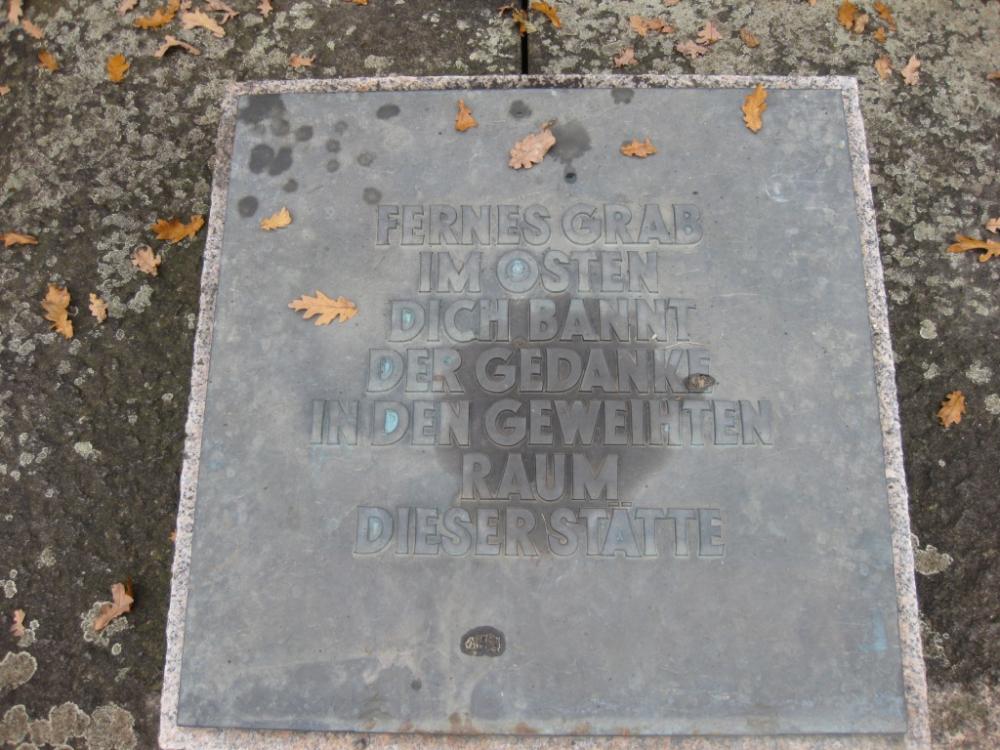 FERNES GRAB
IM OSTEN
DICH BANNT
DER GEDANKE
IN DEN GEWEIHTEN
RAUM
DIESER STÄTTE